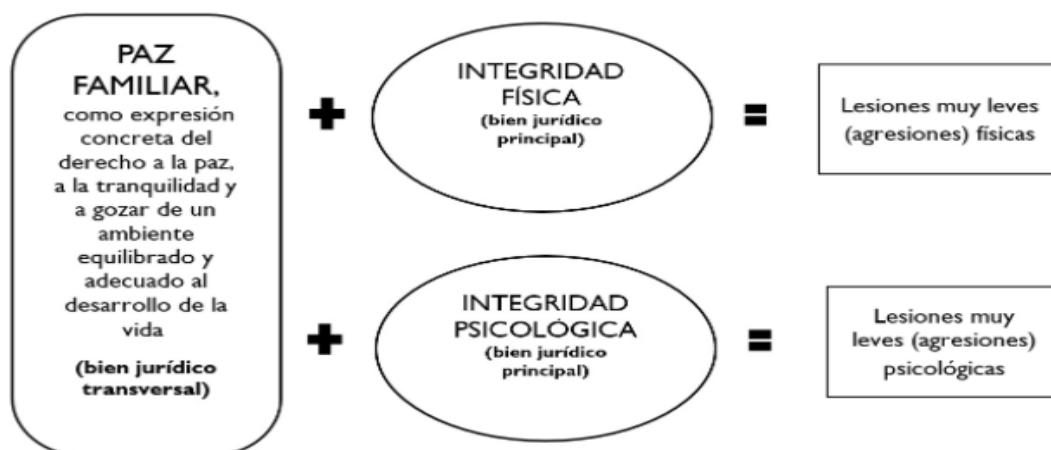 PAZ
FAMILIAR,
como expresión
concreta del
derecho a la paz,
a la tranquilidad y
a gozar de un
ambiente
equilibrado y
adecuado al
desarrollo de la
vida
(bien jurídico
transversal)
+
INTEGRIDAD
FÍSICA
(bien jurídico
principal)
=
Lesiones muy leves
(agresiones) físicas
+
INTEGRIDAD
PSICOLÓGICA
(bien jurídico
principal)
=
Lesiones muy
leves (agresiones)
psicológicas